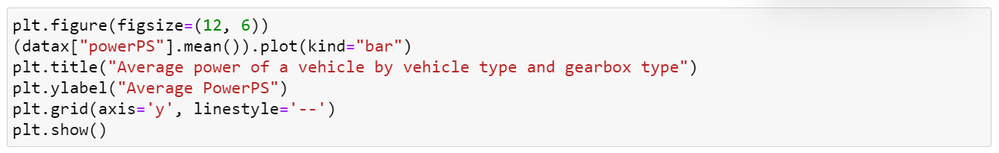 plt.figure(figsize=(12, 6))
(datax["powerPS"].mean()).plot(kind="bar")
plt.title("Average power of a vehicle by vehicle type and gearbox type")
plt.ylabel("Average PowerPS")
plt.grid(axis='y', linestyle='--')
plt.show()